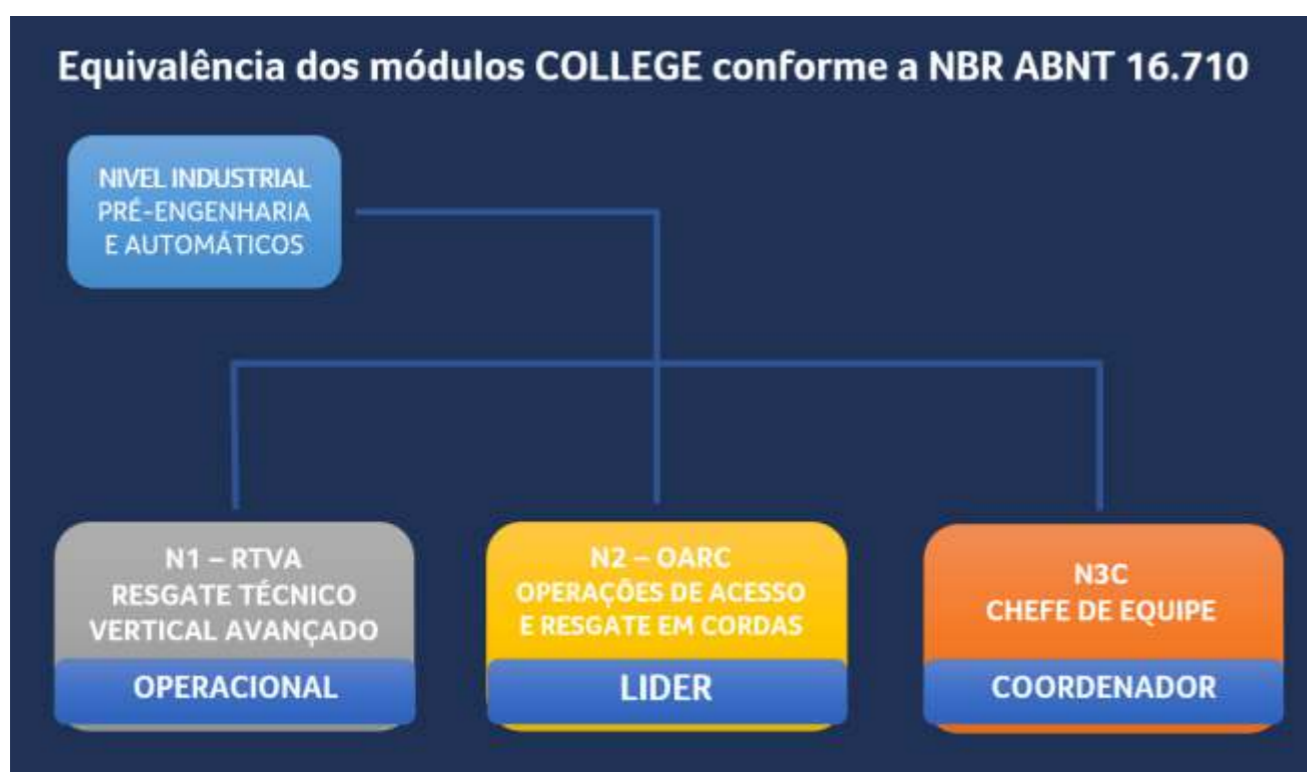 Equivalência dos módulos COLLEGE conforme a NBR ABNT 16.710
NIVEL INDUSTRIAL
PRÉ-ENGENHARIA
E AUTOMÁTICOS
N1 – RTVA
RESGATE TÉCNICO
VERTICAL AVANÇADO
OPERACIONAL
N2 – OARC
OPERAÇÕES DE ACESSO
E RESGATE EM CORDAS
LIDER
N3C
CHEFE DE EQUIPE
COORDENADOR